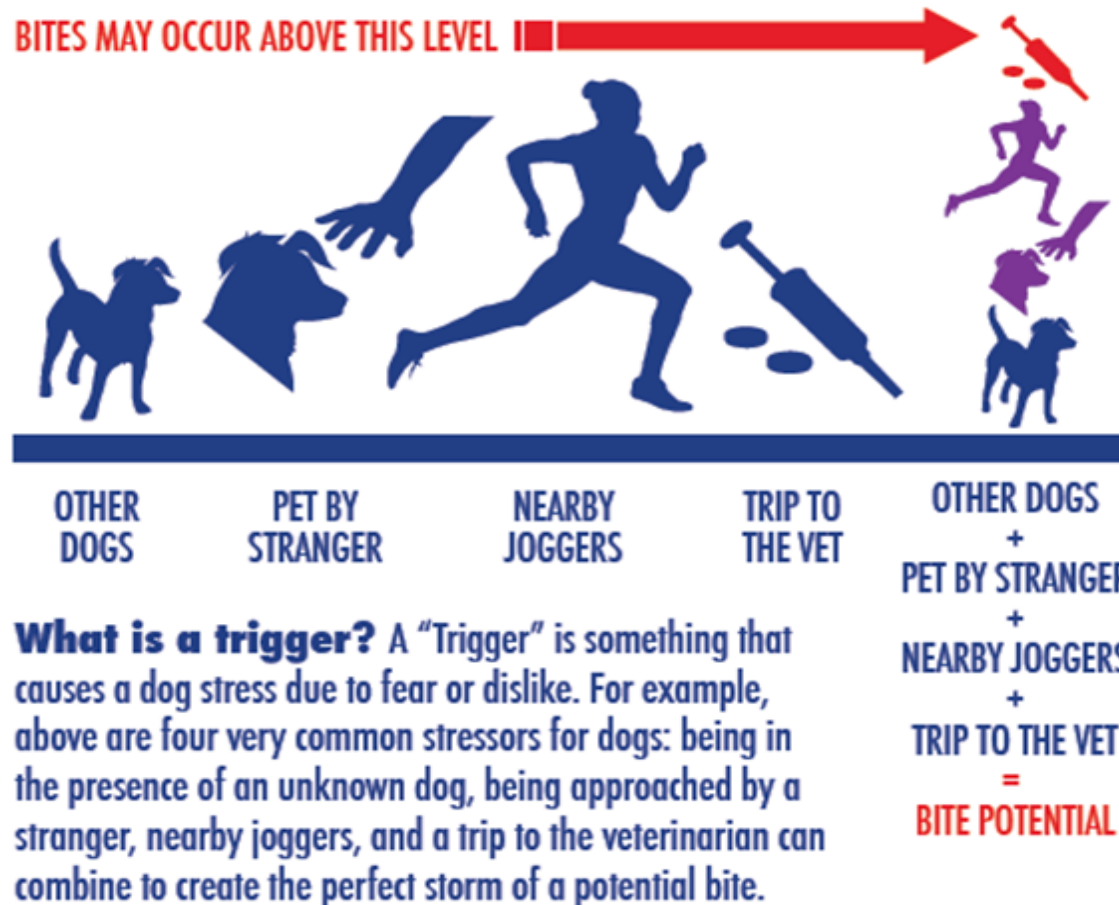 BITES MAY OCCUR ABOVE THIS LEVEL
OTHER
DOGS
PET BY
STRANGER
NEARBY
JOGGERS
TRIP TO
THE VET
OTHER DOGS
+
PET BY STRANGER
+
NEARBY JOGGERS
+
TRIP TO THE VET
=
BITE POTENTIAL
What is a trigger? A “Trigger” is something that
causes a dog stress due to fear or dislike. For example,
above are four very common stressors for dogs: being in
the presence of an unknown dog, being approached by a
stranger, nearby joggers, and a trip to the veterinarian can
combine to create the perfect storm of a potential bite.